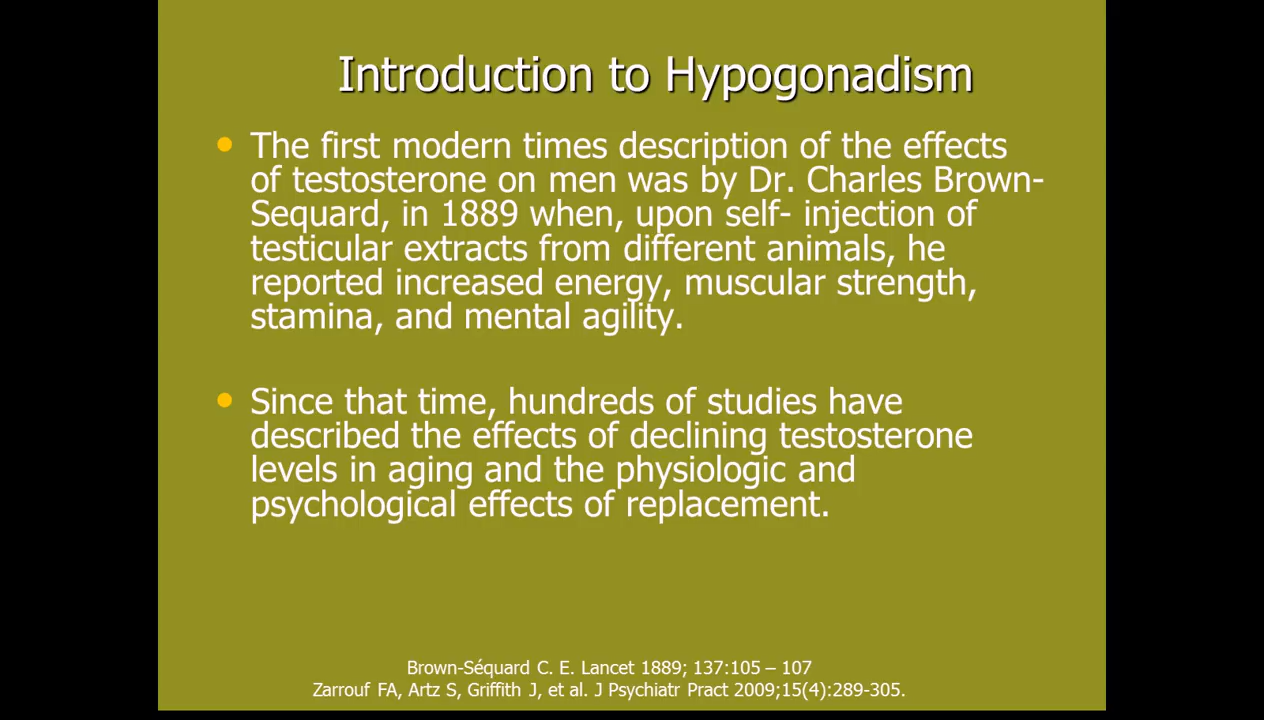 Introduction to Hypogonadism
• The first modern times description of the effects
of testosterone on men was by Dr. Charles Brown-
Sequard, in 1889 when, upon self- injection of
testicular extracts from different animals, he
reported increased energy, muscular strength,
stamina, and mental agility.
• Since that time, hundreds of studies have
described the effects of declining testosterone
levels in aging and the physiologic and
psychological effects of replacement.
Brown-Séquard C. E. Lancet 1889; 137:105 – 107
Zarrouf FA, Artz S, Griffith J, et al. J Psychiatr Pract 2009;15(4):289-305.